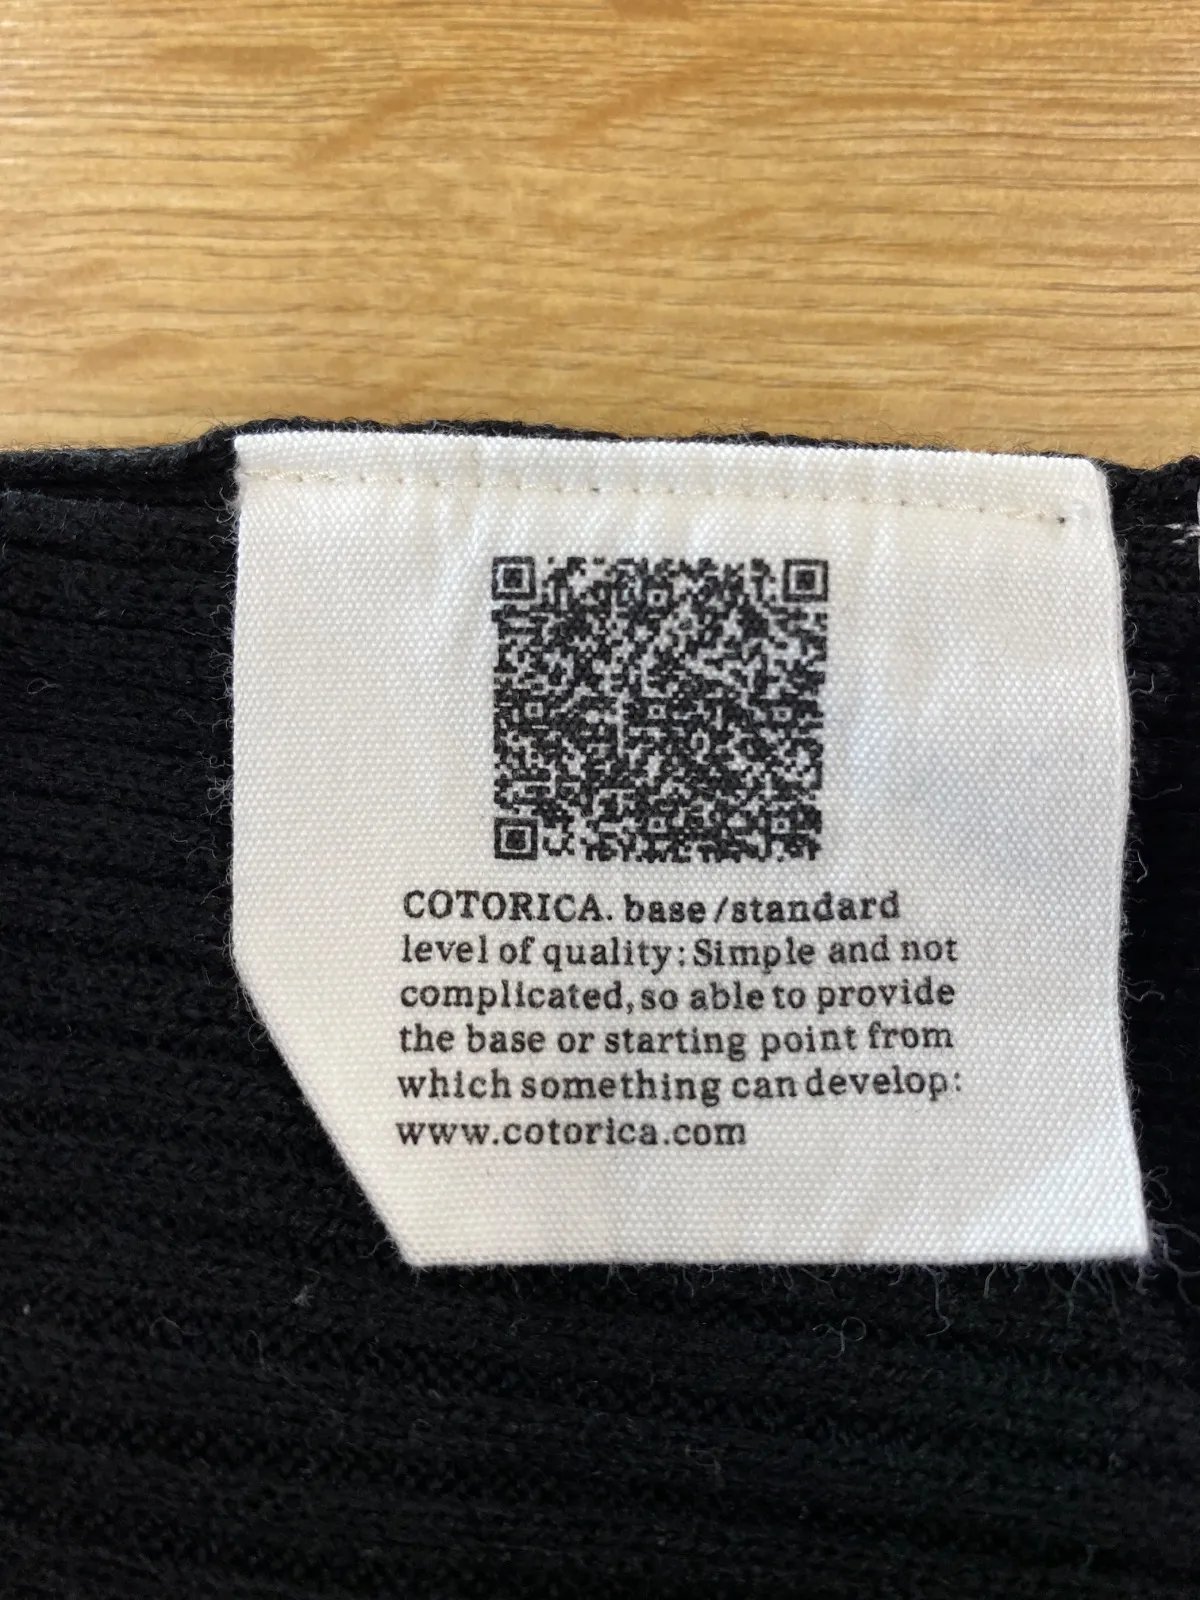 COTORICA. base/standard
level of quality: Simple and not
complicated, so able to provide
the base or starting point from
which something can develop:
www.cotorica.com